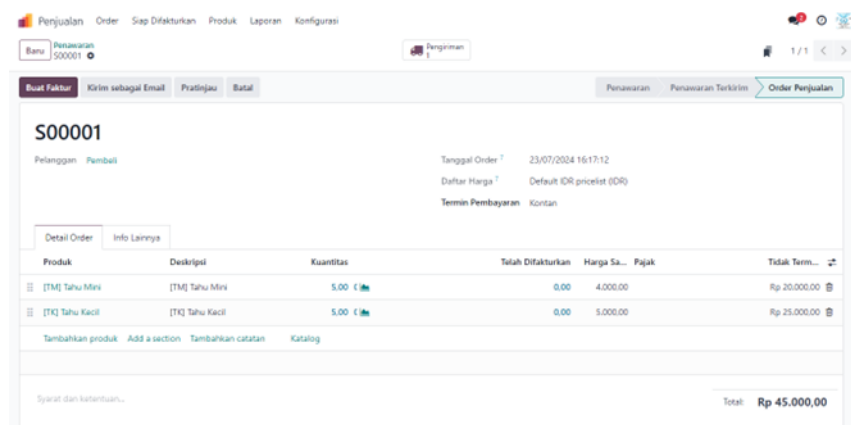 Penjualan Order Siap Difakturkan Produk Laporan Konfigurasi 2
Baru Penawaran
S00001
Pengiriman
1
1/1
Buat Faktur Kirim sebagai Email Pratinjau Batal Penawaran Penawaran Terkirim Order Penjualan
S00001
Pelanggan Pembeli
Tanggal Order ? 23/07/2024 16:17:12
Daftar Harga ? Default IDR pricelist (IDR)
Termin Pembayaran Kontan
Detail Order Info Lainnya
Produk Deskripsi Kuantitas Telah Difakturkan Harga Sa... Pajak Tidak Term...
[TM] Tahu Mini [TM] Tahu Mini 5,00 0,00 4.000,00 Rp 20.000,00
[TK] Tahu Kecil [TK] Tahu Kecil 5,00 0,00 5.000,00 Rp 25.000,00
Tambahkan produk Add a section Tambahkan catatan Katalog
Syarat dan ketentuan...
Total: Rp 45.000,00